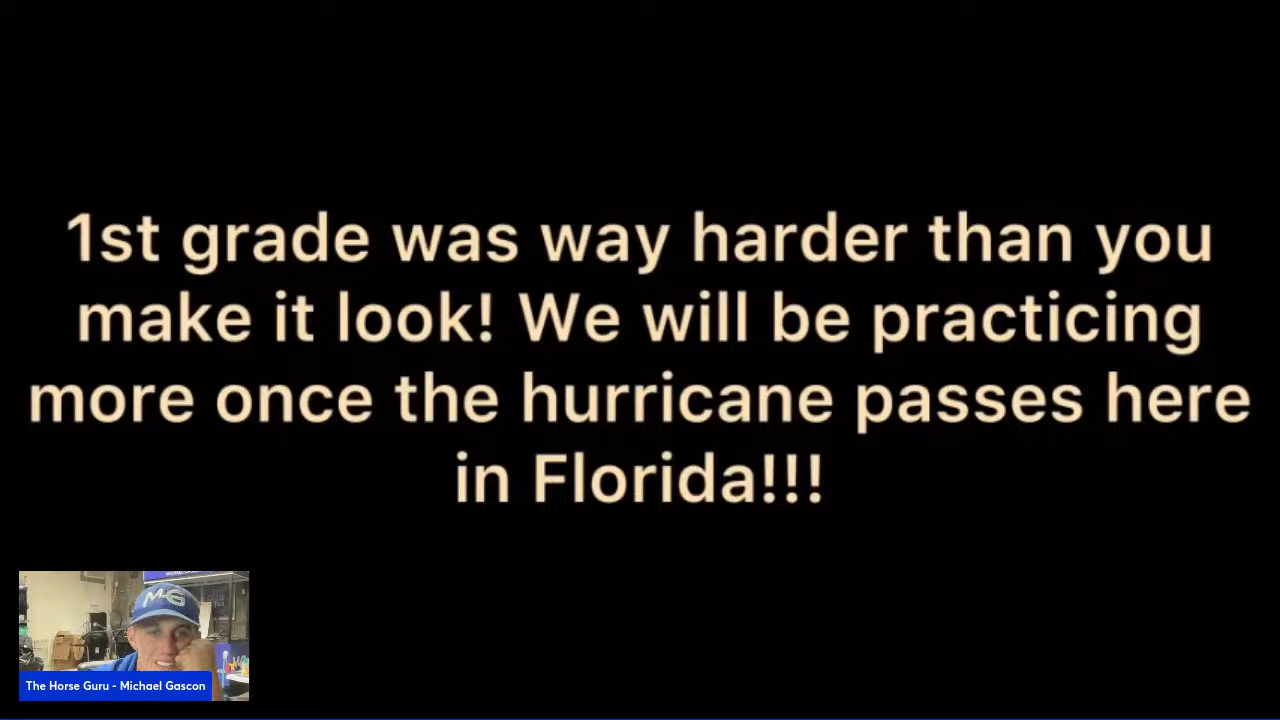 1st grade was way harder than you
make it look! We will be practicing
more once the hurricane passes here
in Florida!!!
MG
The Horse Guru - Michael Gascon